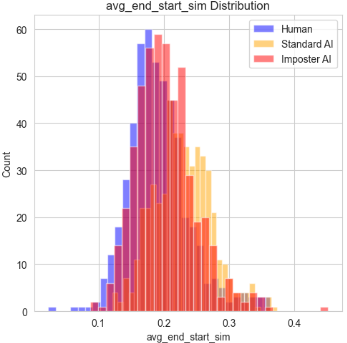 avg_end_start_sim Distribution
Human
Standard AI
Imposter AI
60
50
40
30
20
10
0
Count
0.1 0.2 0.3 0.4
avg_end_start_sim